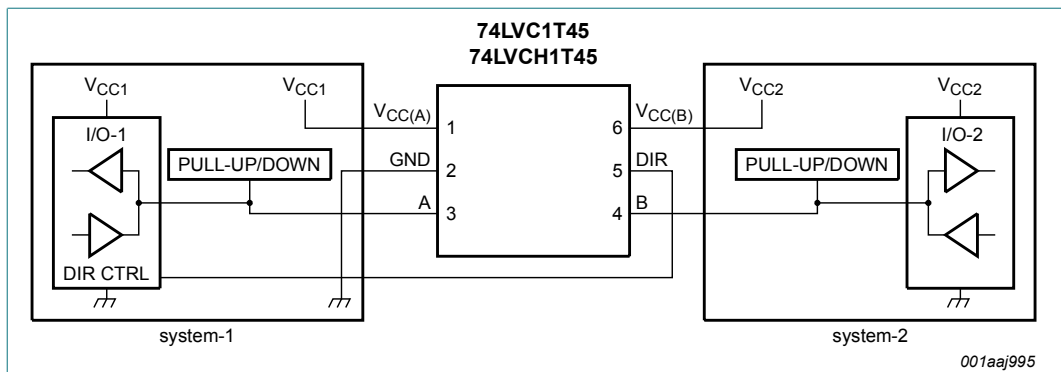 74LVC1T45
74LVCH1T45
VCC1
VCC1
VCC(A)
VCC(B)
VCC2
VCC2
I/O-1
1
6
I/O-2
PULL-UP/DOWN
GND
2
5
DIR
PULL-UP/DOWN
A
3
4
B
DIR CTRL
system-1
system-2
001aaj995